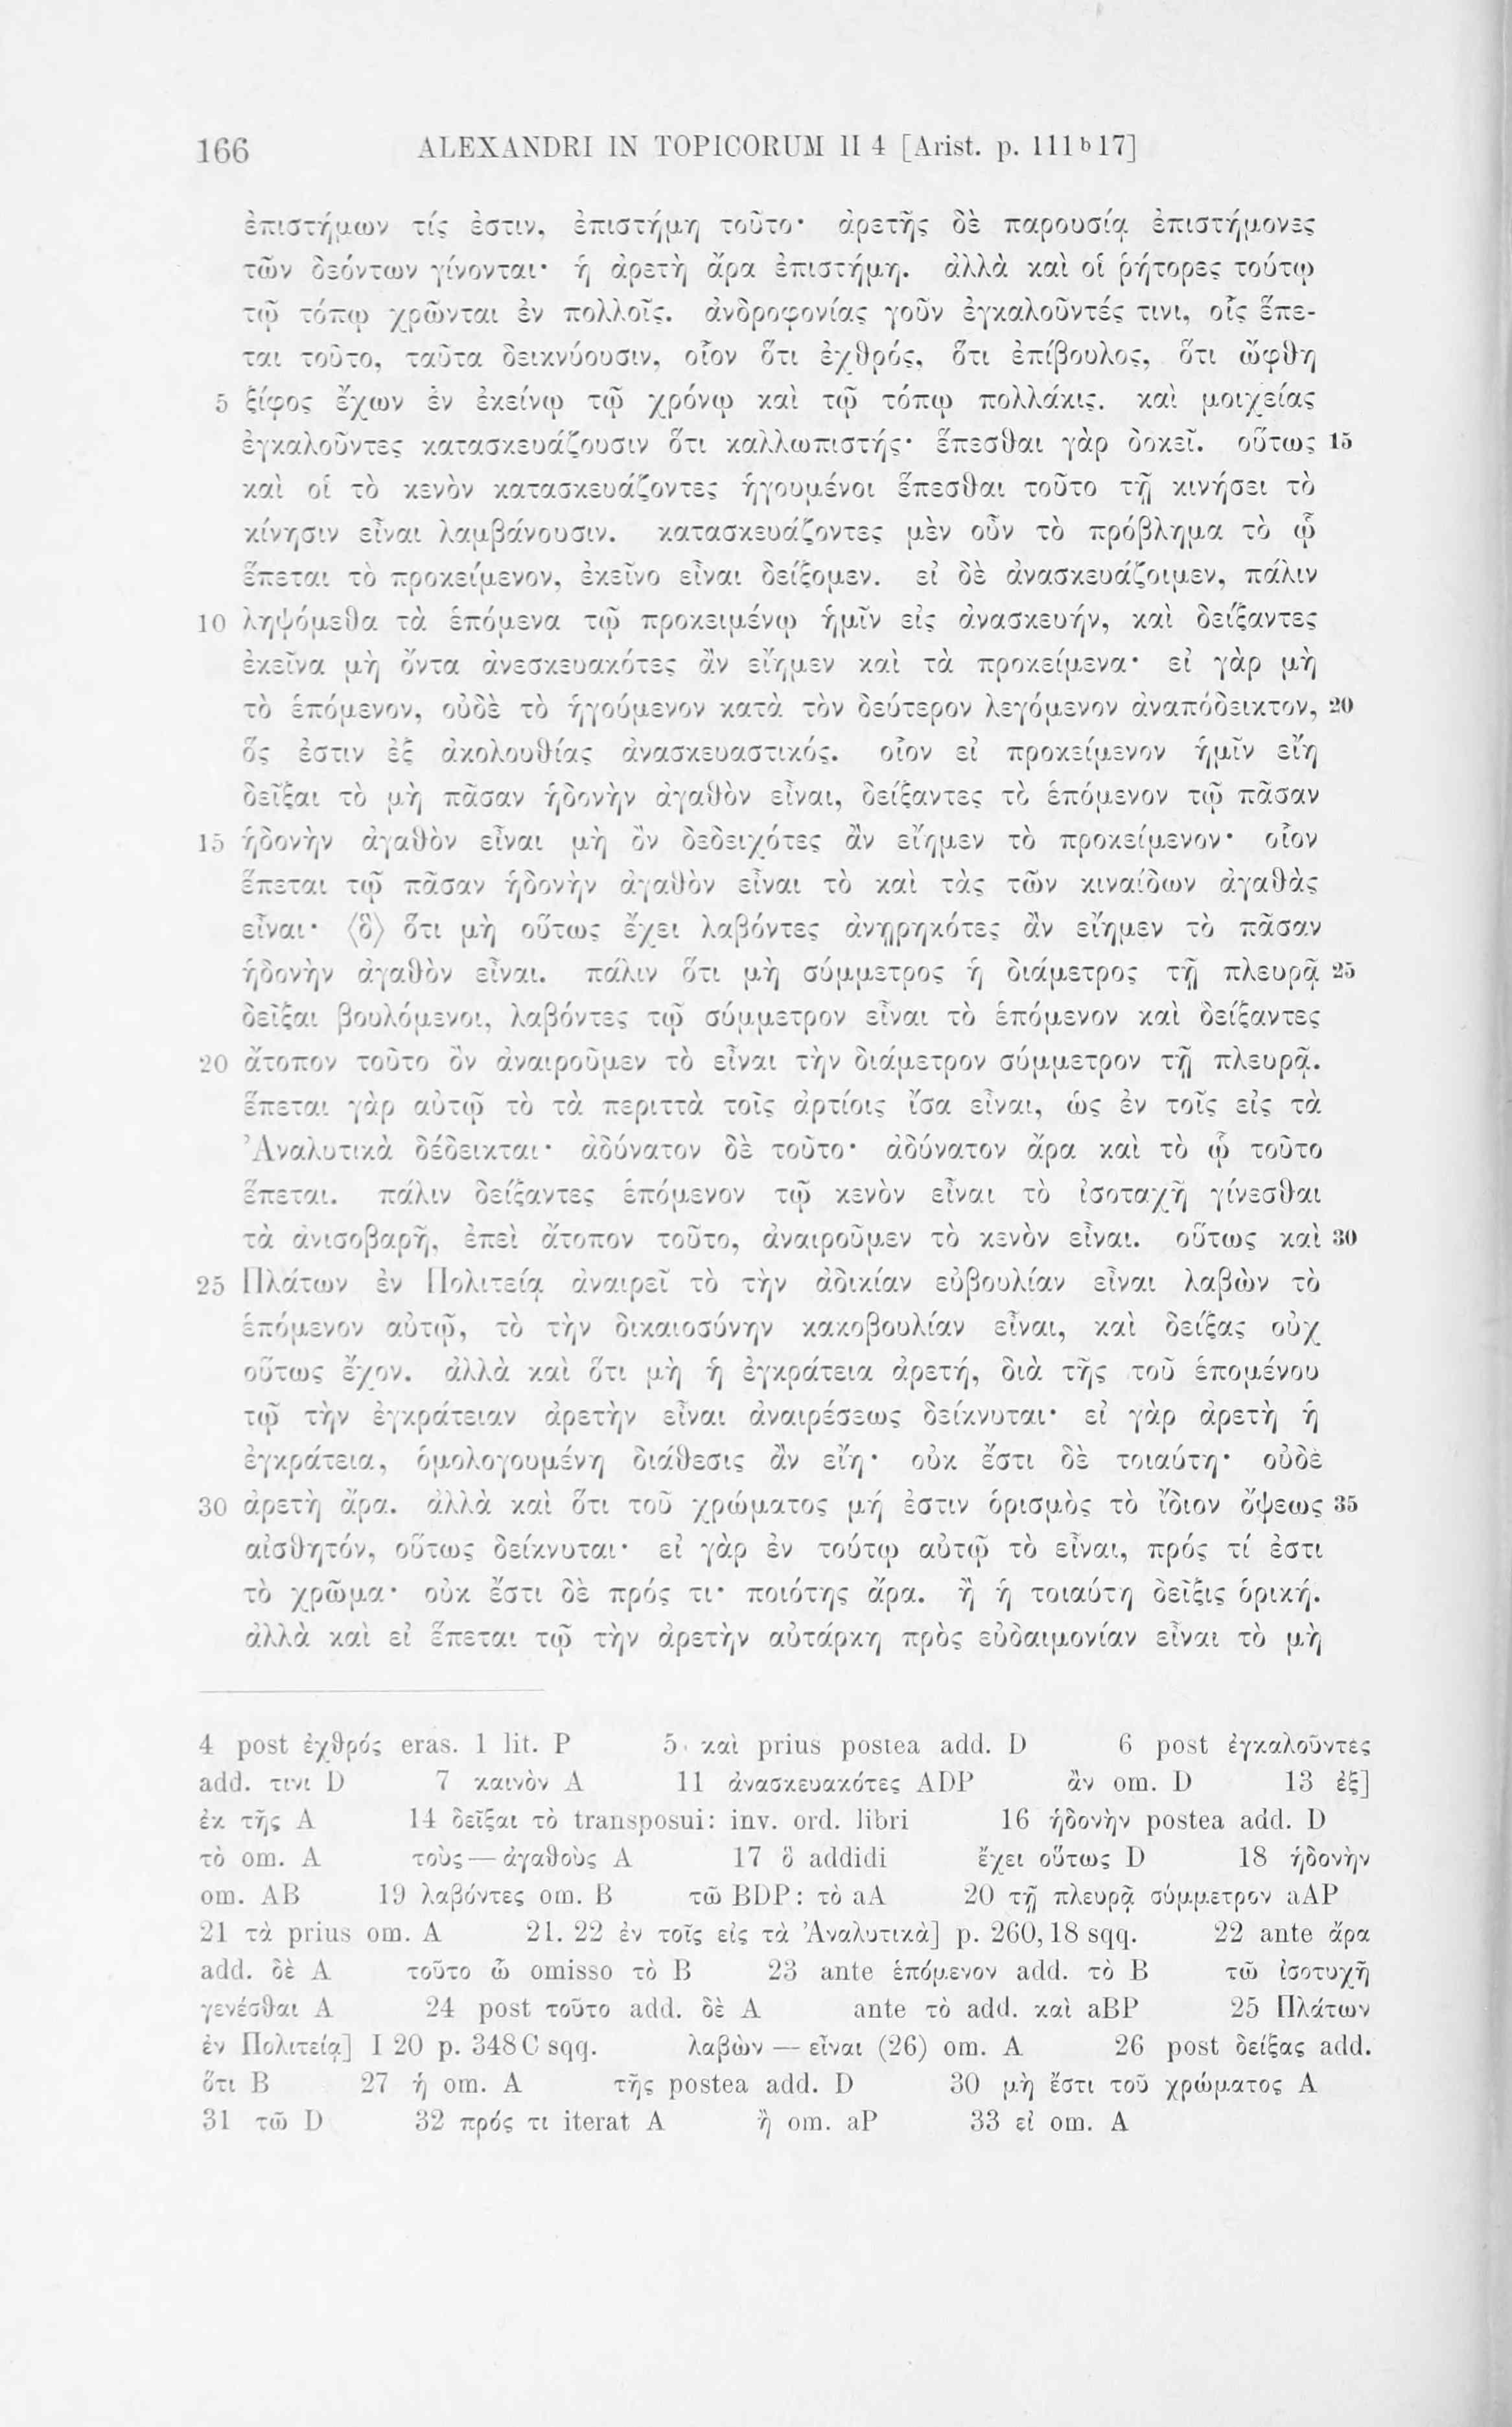 166 ALEXANDRI IN TOPICORUM II 4 [Arist. p. 111ᵇ17]
ἐπιστήμων τίς ἐστιν, ἐπιστήμη τοῦτο· ἀρετῆς δὲ παρουσίᾳ ἐπιστήμονες
τῶν δεόντων γίνονται· ἡ ἀρετὴ ἄρα ἐπιστήμη. ἀλλὰ καὶ οἱ ῥήτορες τούτῳ
τῷ τόπῳ χρῶνται ἐν πολλοῖς. ἀνδροφονίας γοῦν ἐγκαλοῦντές τινι, οἷς ἕπε-
ται τοῦτο, ταῦτα δεικνύουσιν, οἷον ὅτι ἐχθρός, ὅτι ἐπίβουλος, ὅτι ὤφθη
5 ξίφος ἔχων ἐν ἐκείνῳ τῷ χρόνῳ καὶ τῷ τόπῳ πολλάκις. καὶ μοιχείας
ἐγκαλοῦντες κατασκευάζουσιν ὅτι καλλωπιστής· ἕπεσθαι γὰρ δοκεῖ. οὕτως 15
καὶ οἱ τὸ κενὸν κατασκευάζοντες ἡγουμένοι ἕπεσθαι τοῦτο τῇ κινήσει τὸ
κίνησιν εἶναι λαμβάνουσιν. κατασκευάζοντες μὲν οὖν τὸ πρόβλημα τὸ ᾧ
ἕπεται τὸ προκείμενον, ἐκεῖνο εἶναι δείξομεν. εἰ δὲ ἀνασκευάζοιμεν, πάλιν
10 ληψόμεθα τὰ ἑπόμενα τῷ προκειμένῳ ἡμῖν εἰς ἀνασκευήν, καὶ δείξαντες
ἐκεῖνα μὴ ὄντα ἀνεσκευακότες ἂν εἴημεν καὶ τὰ προκείμενα· εἰ γὰρ μὴ
τὸ ἑπόμενον, οὐδὲ τὸ ἡγούμενον κατὰ τὸν δεύτερον λεγόμενον ἀναπόδεικτον, 20
ὅς ἐστιν ἐξ ἀκολουθίας ἀνασκευαστικός. οἷον εἰ προκείμενον ἡμῖν εἴη
δεῖξαι τὸ μὴ πᾶσαν ἡδονὴν ἀγαθὸν εἶναι, δείξαντες τὸ ἑπόμενον τῷ πᾶσαν
15 ἡδονὴν ἀγαθὸν εἶναι μὴ ὂν δεδειχότες ἂν εἴημεν τὸ προκείμενον· οἷον
ἕπεται τῷ πᾶσαν ἡδονὴν ἀγαθὸν εἶναι τὸ καὶ τὰς τῶν κιναίδων ἀγαθὰς
εἶναι· ⟨ὃ⟩ ὅτι μὴ οὕτως ἔχει λαβόντες ἀνῃρηκότες ἂν εἴημεν τὸ πᾶσαν
ἡδονὴν ἀγαθὸν εἶναι. πάλιν ὅτι μὴ σύμμετρος ἡ διάμετρος τῇ πλευρᾷ 25
δεῖξαι βουλόμενοι, λαβόντες τῷ σύμμετρον εἶναι τὸ ἑπόμενον καὶ δείξαντες
20 ἄτοπον τοῦτο ὂν ἀναιροῦμεν τὸ εἶναι τὴν διάμετρον σύμμετρον τῇ πλευρᾷ.
ἕπεται γὰρ αὐτῷ τὸ τὰ περιττὰ τοῖς ἀρτίοις ἴσα εἶναι, ὡς ἐν τοῖς εἰς τὰ
Ἀναλυτικὰ δέδεικται· ἀδύνατον δὲ τοῦτο· ἀδύνατον ἄρα καὶ τὸ ᾧ τοῦτο
ἕπεται. πάλιν δείξαντες ἑπόμενον τῷ κενὸν εἶναι τὸ ἰσοταχῆ γίνεσθαι
τὰ ἀνισοβαρῆ, ἐπεὶ ἄτοπον τοῦτο, ἀναιροῦμεν τὸ κενὸν εἶναι. οὕτως καὶ 30
25 Πλάτων ἐν Πολιτείᾳ ἀναιρεῖ τὸ τὴν ἀδικίαν εὐβουλίαν εἶναι λαβὼν τὸ
ἑπόμενον αὐτῷ, τὸ τὴν δικαιοσύνην κακοβουλίαν εἶναι, καὶ δείξας οὐχ
οὕτως ἔχον. ἀλλὰ καὶ ὅτι μὴ ἡ ἐγκράτεια ἀρετή, διὰ τῆς τοῦ ἑπομένου
τῷ τὴν ἐγκράτειαν ἀρετὴν εἶναι ἀναιρέσεως δείκνυται· εἰ γὰρ ἀρετὴ ἡ
ἐγκράτεια, ὁμολογουμένη διάθεσις ἂν εἴη· οὐκ ἔστι δὲ τοιαύτη· οὐδὲ
30 ἀρετὴ ἄρα. ἀλλὰ καὶ ὅτι τοῦ χρώματος μή ἐστιν ὁρισμὸς τὸ ἴδιον ὄψεως 35
αἰσθητόν, οὕτως δείκνυται· εἰ γὰρ ἐν τούτῳ αὐτῷ τὸ εἶναι, πρός τί ἐστι
τὸ χρῶμα· οὐκ ἔστι δὲ πρός τι· ποιότης ἄρα. ἢ ἡ τοιαύτη δεῖξις ὁρική.
ἀλλὰ καὶ εἰ ἕπεται τῷ τὴν ἀρετὴν αὐτάρκη πρὸς εὐδαιμονίαν εἶναι τὸ μὴ
4 post ἐχθρός eras. 1 lit. P 5 καὶ prius postea add. D 6 post ἐγκαλοῦντες
add. τινι D 7 καινὸν A 11 ἀνασκευακότες ADP ἂν om. D 13 ἐξ]
ἐκ τῆς A 14 δεῖξαι τὸ transposui: inv. ord. libri 16 ἡδονὴν postea add. D
τὸ om. A τοὺς — ἀγαθοὺς A 17 ὃ addidi ἔχει οὕτως D 18 ἡδονὴν
om. AB 19 λαβόντες om. B τῶ BDP: τὸ aA 20 τῇ πλευρᾷ σύμμετρον aAP
21 τὰ prius om. A 21. 22 ἐν τοῖς εἰς τὰ Ἀναλυτικὰ] p. 260,18 sqq. 22 ante ἄρα
add. δὲ A τοῦτο ὧ omisso τὸ B 23 ante ἑπόμενον add. τὸ B τῶ ἰσοτυχῆ
γενέσθαι A 24 post τοῦτο add. δὲ A ante τὸ add. καὶ aBP 25 Πλάτων
ἐν Πολιτείᾳ] I 20 p. 348 C sqq. λαβὼν — εἶναι (26) om. A 26 post δείξας add.
ὅτι B 27 ἡ om. A τῆς postea add. D 30 μὴ ἔστι τοῦ χρώματος A
31 τῶ D 32 πρός τι iterat A ἢ om. aP 33 εἰ om. A